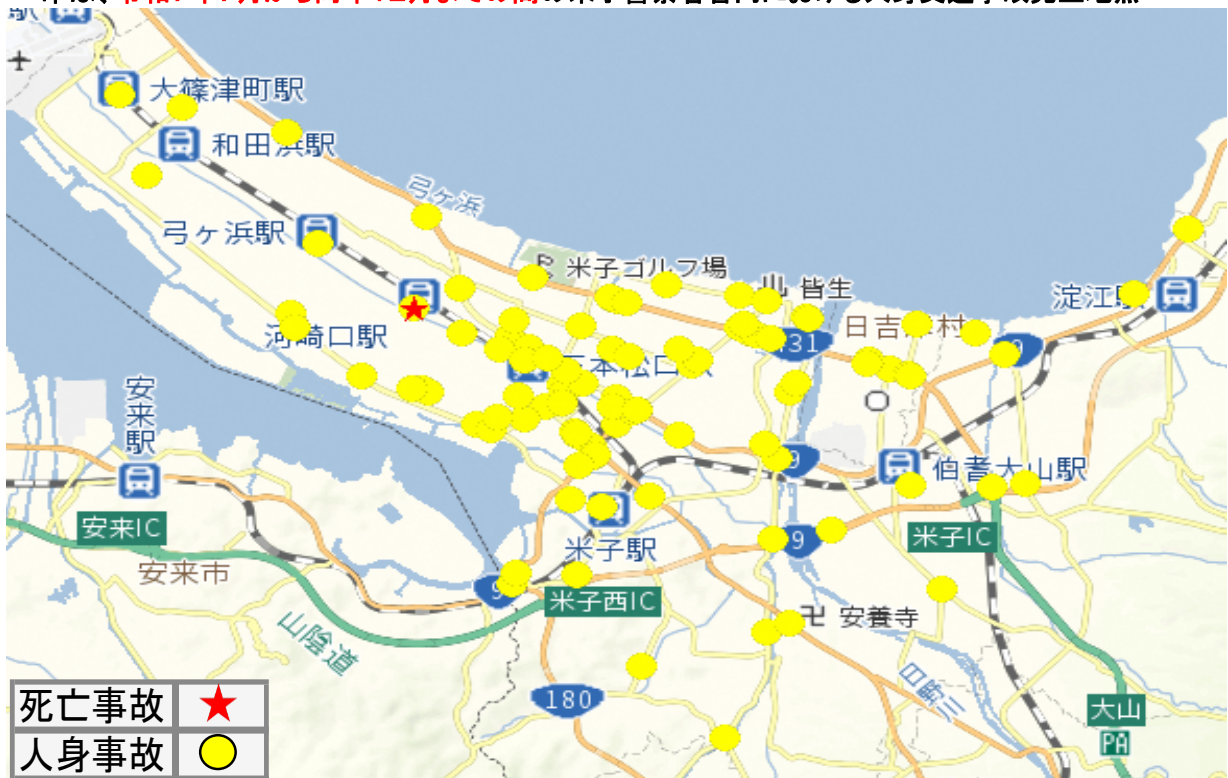 大篠津町駅
和田浜駅
弓ヶ浜
弓ヶ浜駅
米子ゴルフ場
皆生
淀江駅
日吉
村
河崎口駅
431
9
三本松口駅
安来駅
9
伯耆大山駅
安来IC
米子駅
9
米子IC
安来市
9
米子西IC
安養寺
山陰道
日野川
180
大山
PA
死亡事故
人身事故